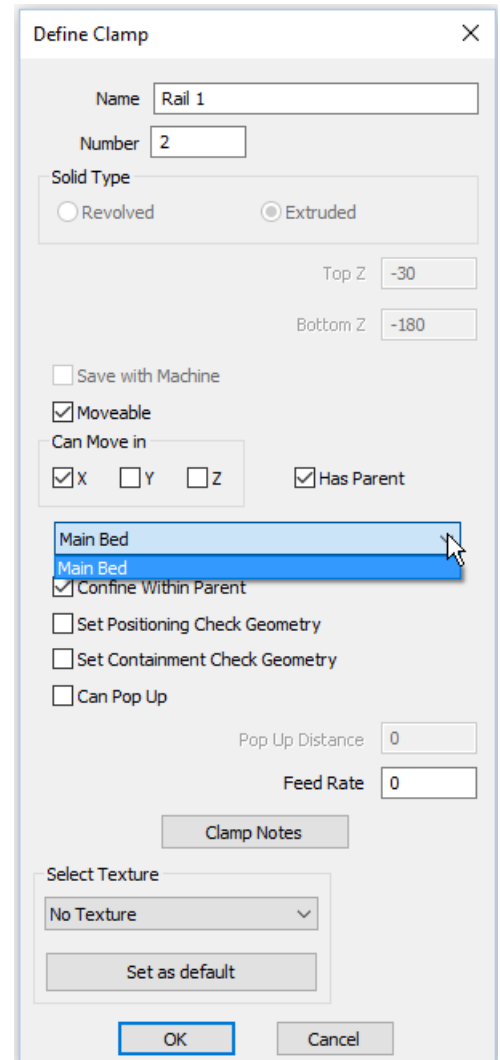 Define Clamp
Name Rail 1
Number 2
Solid Type
Revolved Extruded
Top Z -30
Bottom Z -180
Save with Machine
Moveable
Can Move in
X Y Z Has Parent
Main Bed
Main Bed
Confine Within Parent
Set Positioning Check Geometry
Set Containment Check Geometry
Can Pop Up
Pop Up Distance 0
Feed Rate 0
Clamp Notes
Select Texture
No Texture
Set as default
OK Cancel